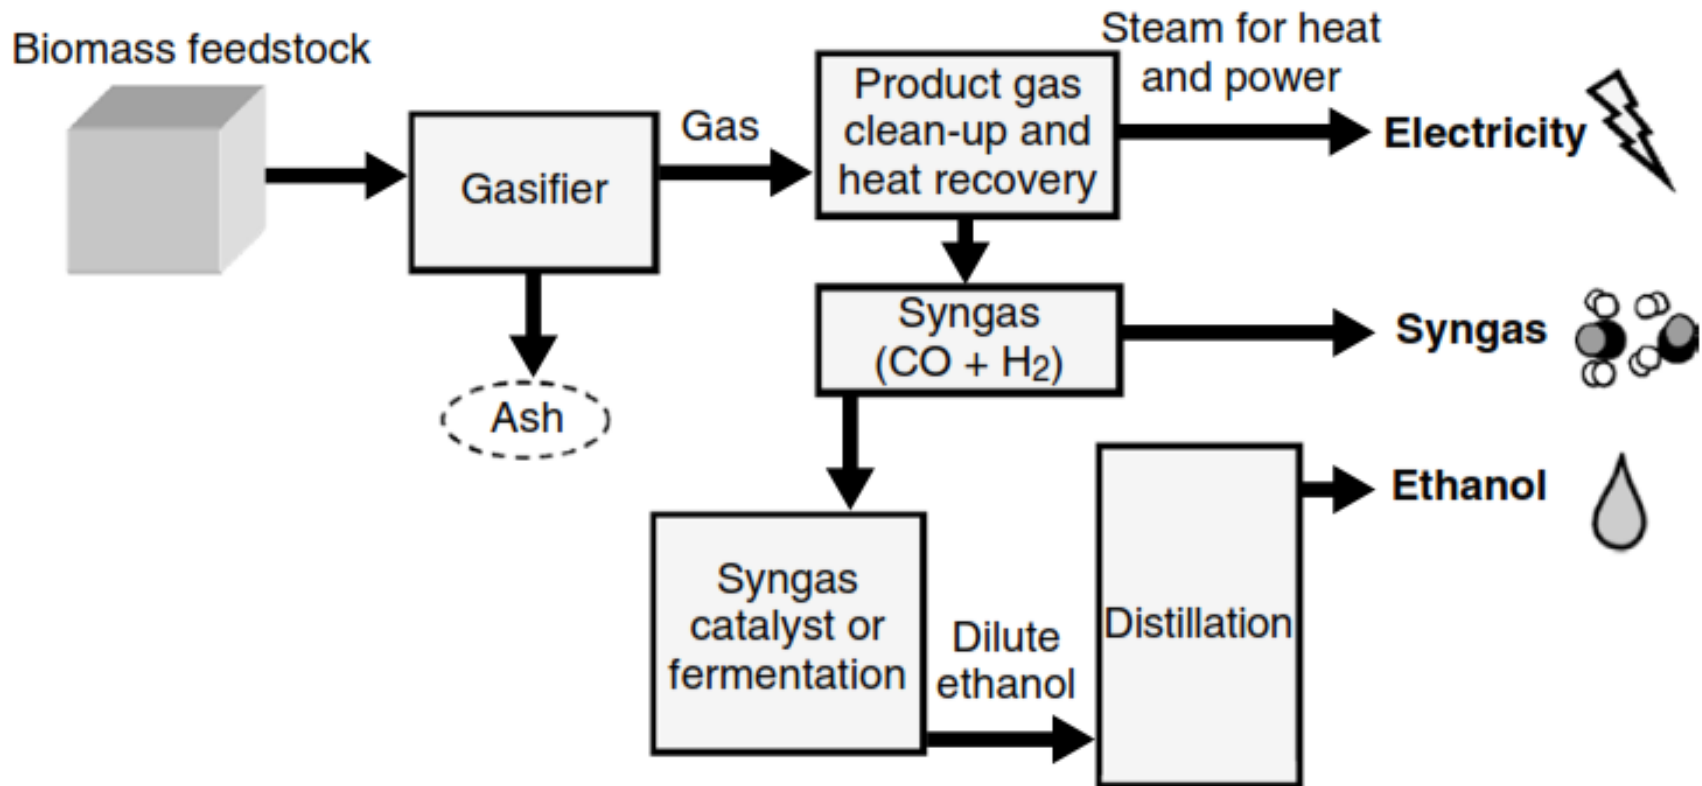 Biomass feedstock
Gasifier
Ash
Gas
Product gas
clean-up and
heat recovery
Steam for heat
and power
Electricity
Syngas
(CO + H2)
Syngas
Syngas
catalyst or
fermentation
Dilute
ethanol
Distillation
Ethanol